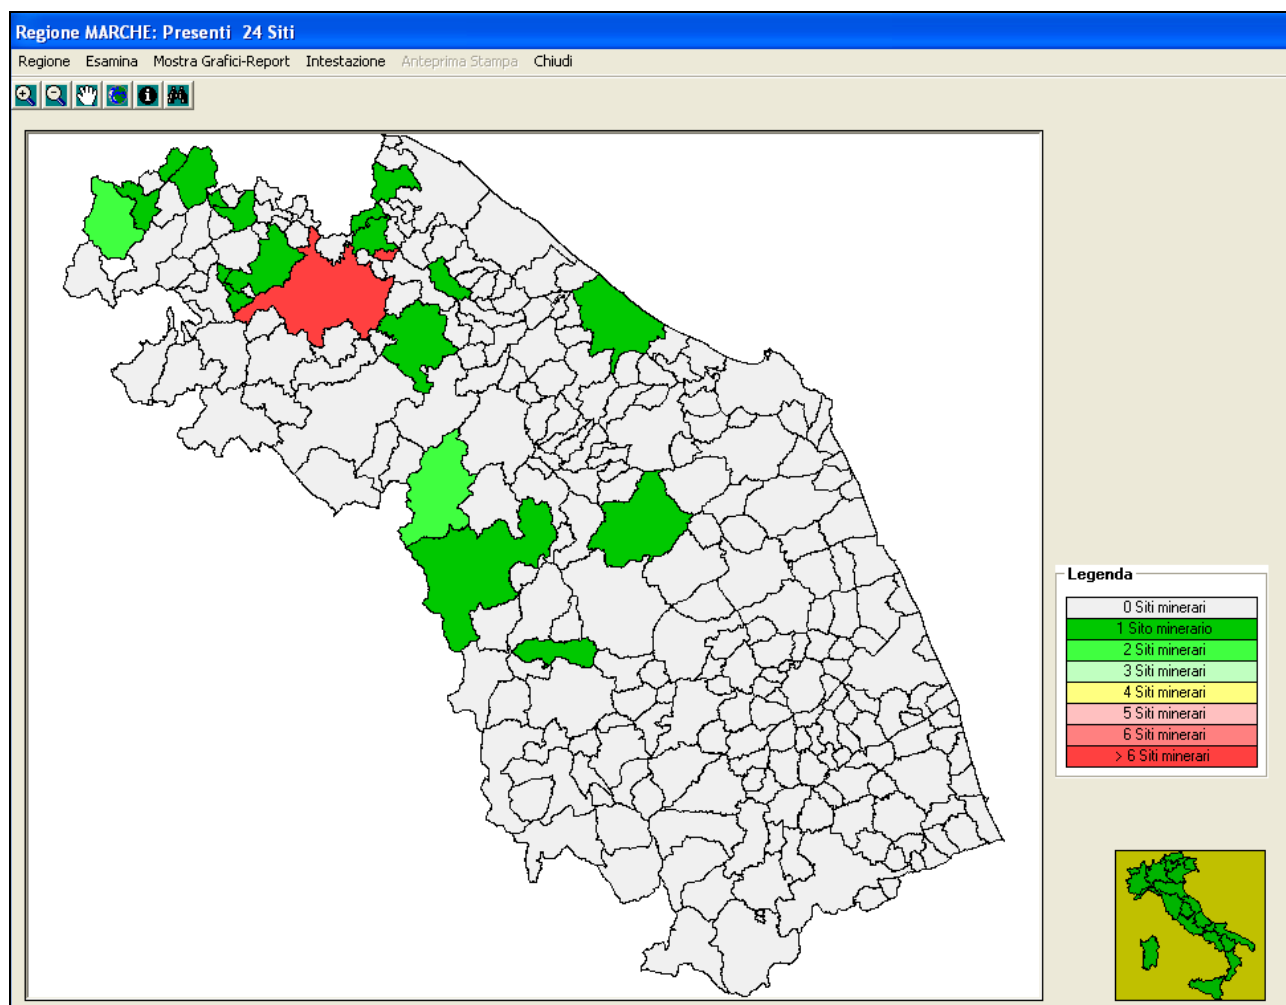 Regione MARCHE: Presenti 24 Siti
Regione Esamina Mostra Grafici-Report Intestazione Anteprima Stampa Chiudi
Legenda
0 Siti minerari
1 Sito minerario
2 Siti minerari
3 Siti minerari
4 Siti minerari
5 Siti minerari
6 Siti minerari
> 6 Siti minerari